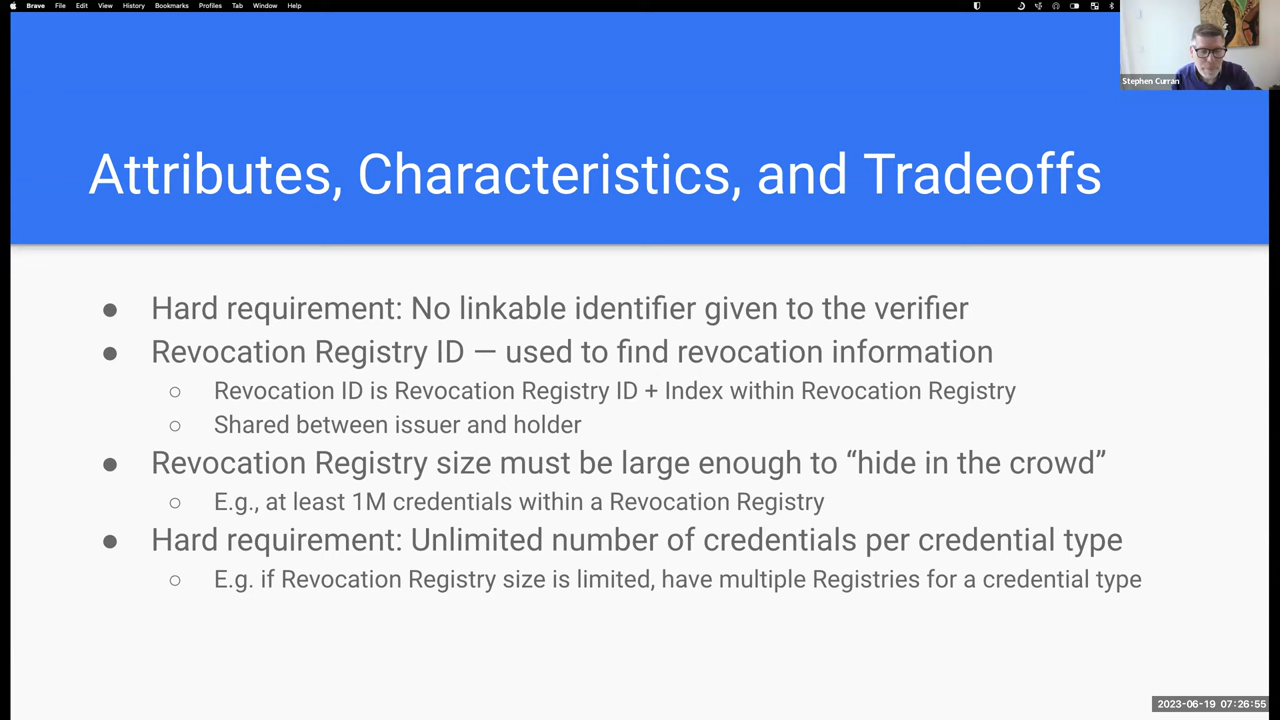 Brave File Edit View History Bookmarks Profiles Tab Window Help
Stephen Curran
Attributes, Characteristics, and Tradeoffs
● Hard requirement: No linkable identifier given to the verifier
● Revocation Registry ID — used to find revocation information
○ Revocation ID is Revocation Registry ID + Index within Revocation Registry
○ Shared between issuer and holder
● Revocation Registry size must be large enough to “hide in the crowd”
○ E.g., at least 1M credentials within a Revocation Registry
● Hard requirement: Unlimited number of credentials per credential type
○ E.g. if Revocation Registry size is limited, have multiple Registries for a credential type
2023-06-19 07:26:55